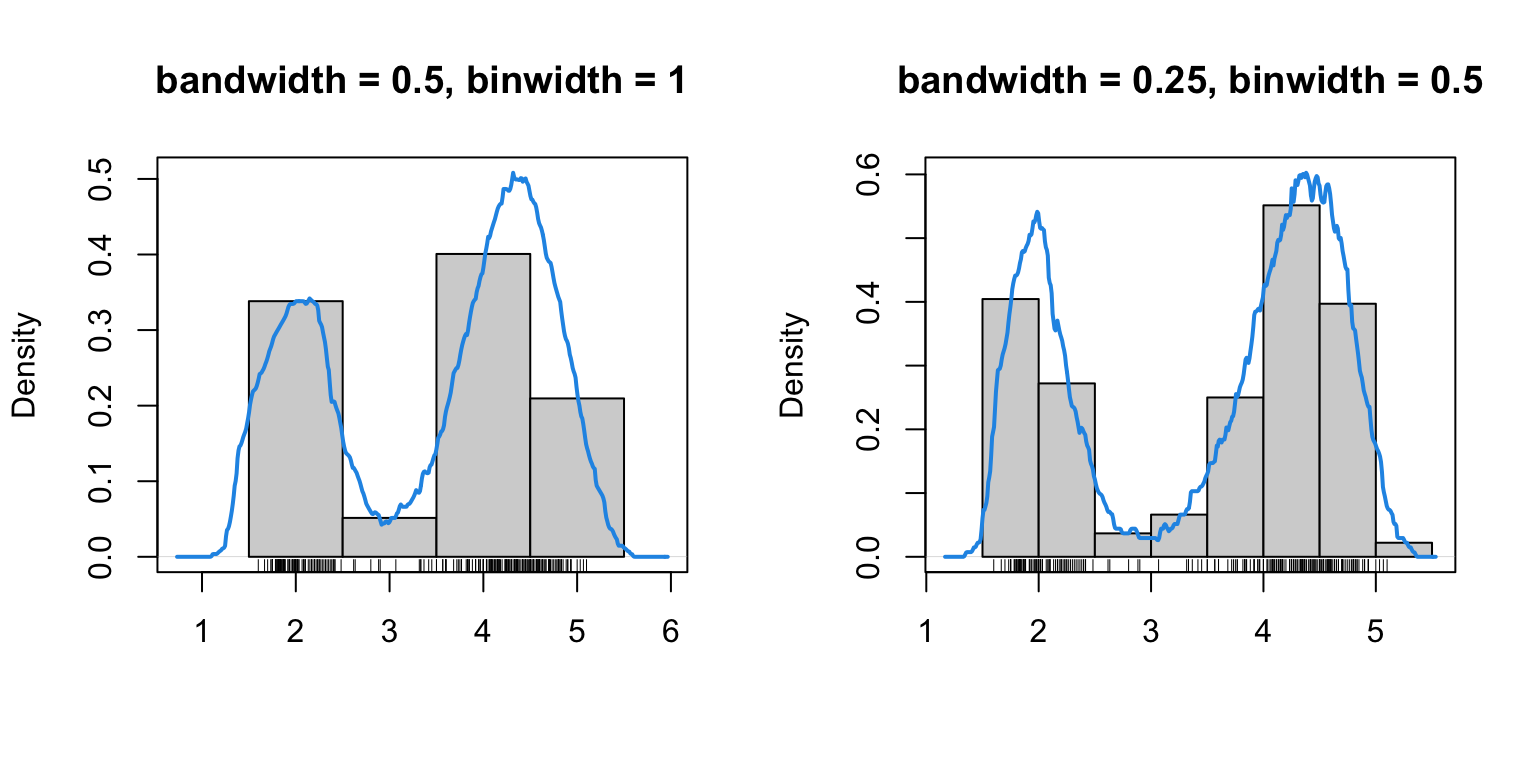 bandwidth = 0.5, binwidth = 1
Density
0.5
0.4
0.3
0.2
0.1
0.0
1 2 3 4 5 6
bandwidth = 0.25, binwidth = 0.5
Density
0.6
0.4
0.2
0.0
1 2 3 4 5